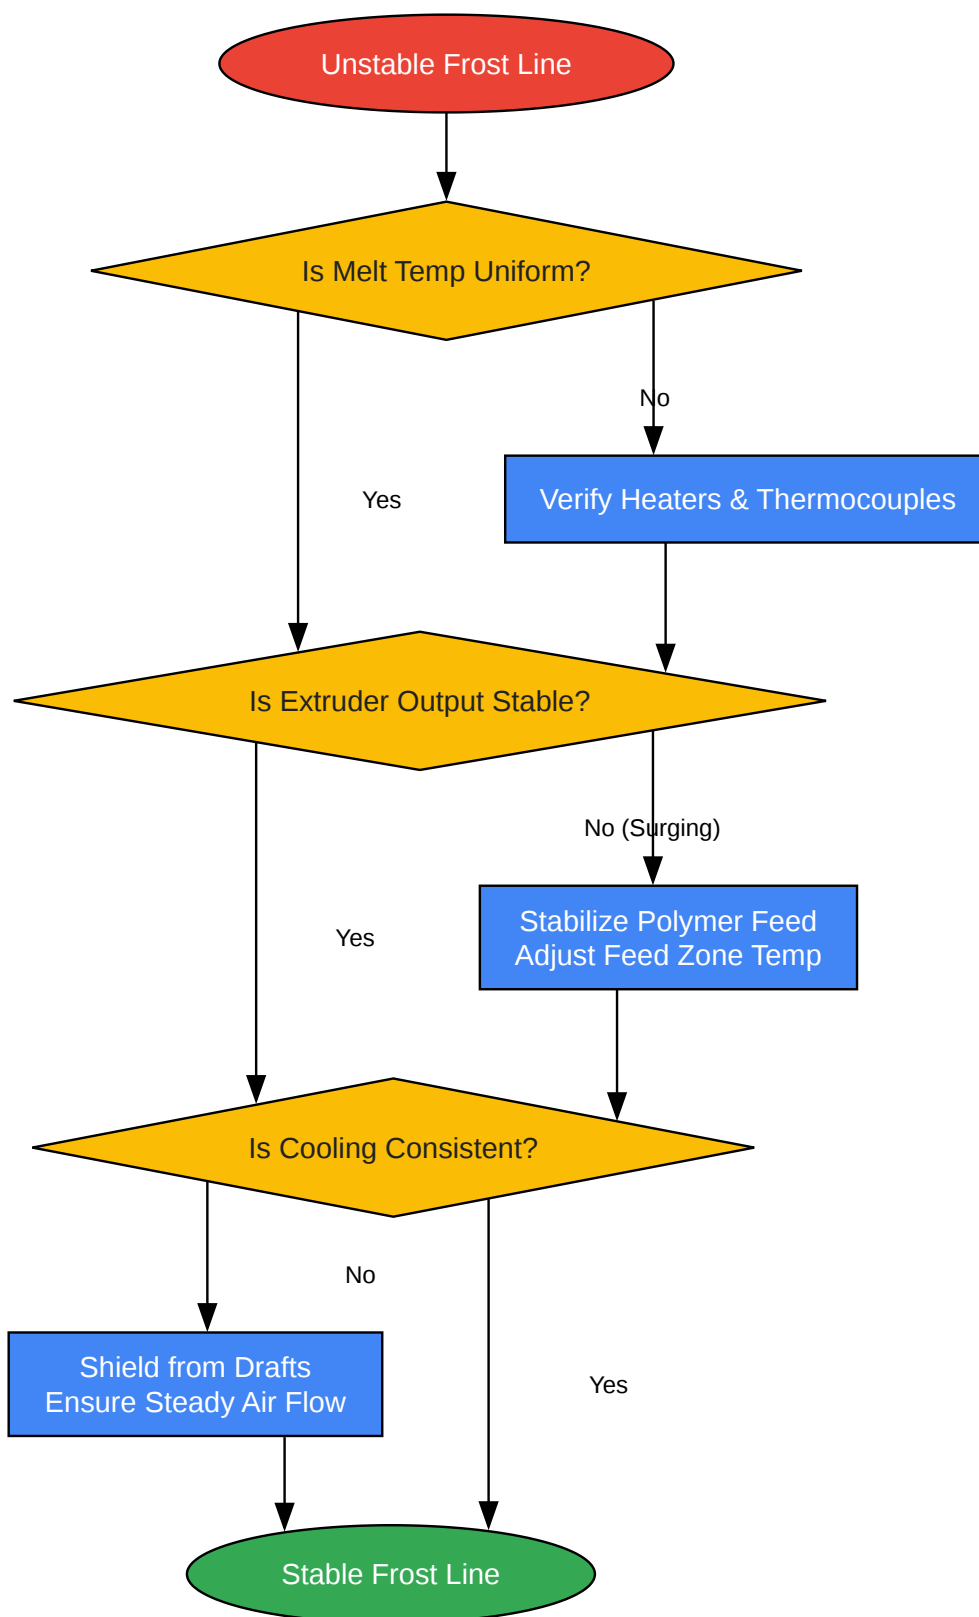 Unstable Frost Line
Is Melt Temp Uniform?
No
Yes
Verify Heaters & Thermocouples
Is Extruder Output Stable?
No (Surging)
Yes
Stabilize Polymer Feed
Adjust Feed Zone Temp
Is Cooling Consistent?
No
Shield from Drafts
Ensure Steady Air Flow
Yes
Stable Frost Line